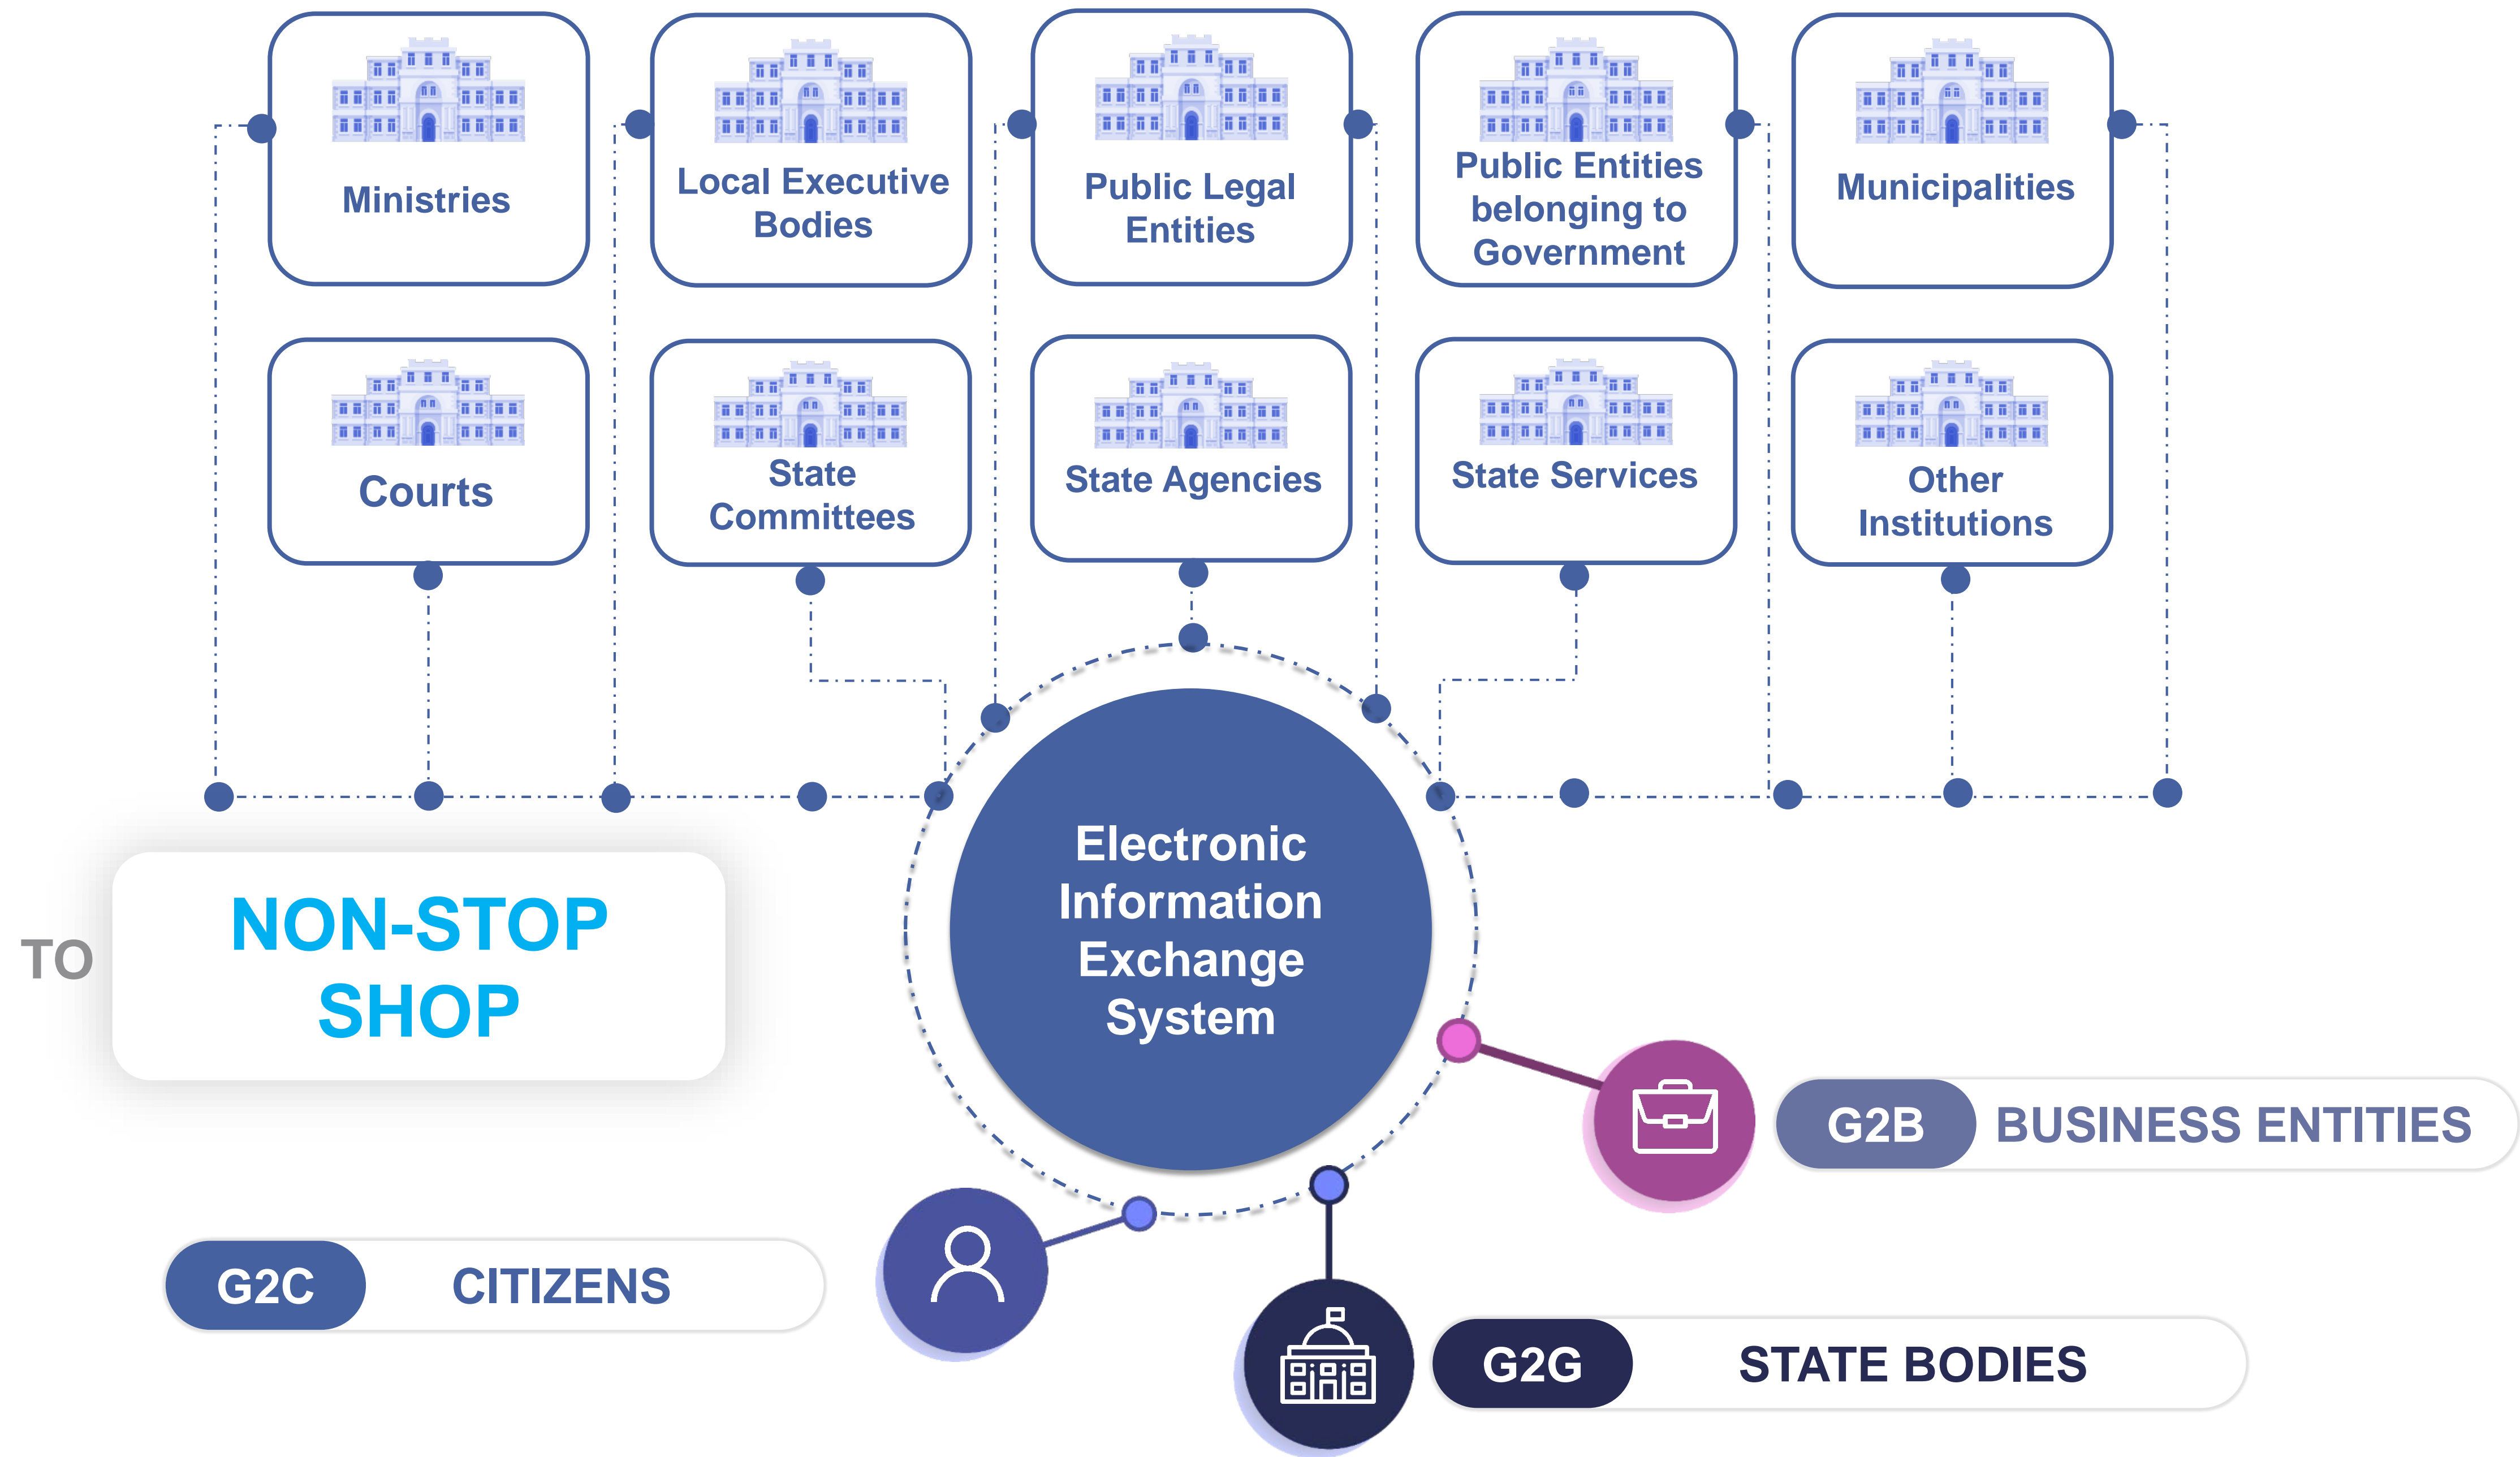 Ministries
Local Executive
Bodies
Public Legal
Entities
Public Entities
belonging to
Government
Municipalities
Courts
State
Committees
State Agencies
State Services
Other
Institutions
Electronic
Information
Exchange
System
TO
NON-STOP
SHOP
G2B
BUSINESS ENTITIES
G2C
CITIZENS
G2G
STATE BODIES